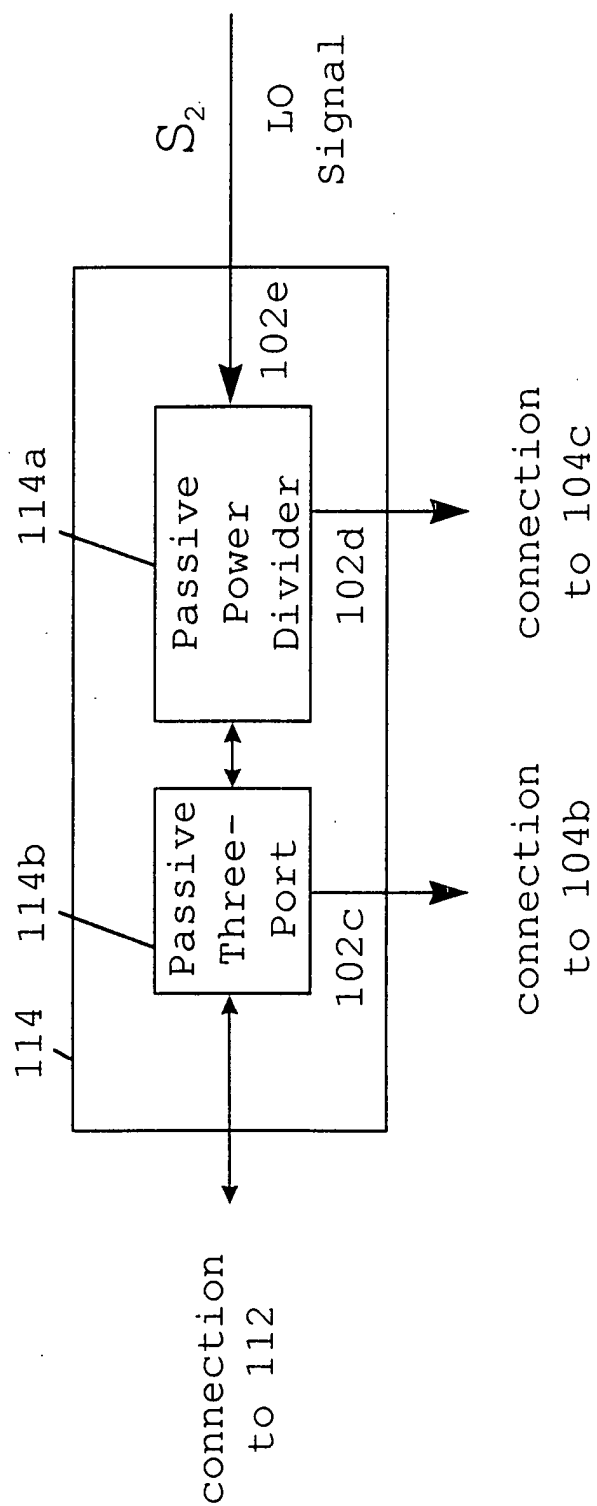 114
114b
114a
S₂
LO
Signal
Passive
Three-
Port
Passive
Power
Divider
102e
102c
102d
connection
to 112
connection
to 104b
connection
to 104c